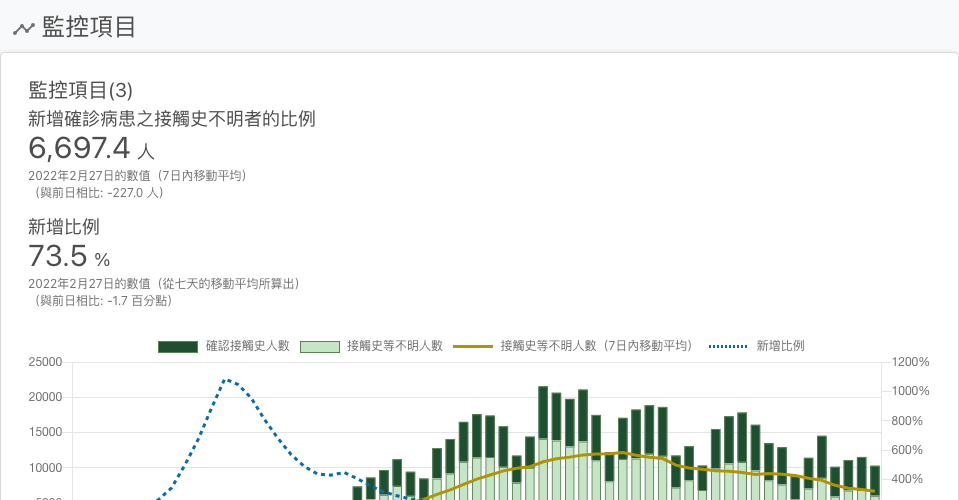 監控項目
監控項目(3)
新增確診病患之接觸史不明者的比例
6,697.4 人
2022年2月27日的數值（7日內移動平均）
（與前日相比: -227.0 人）
新增比例
73.5 %
2022年2月27日的數值（從七天的移動平均所算出）
（與前日相比: -1.7 百分點）
確認接觸史人數 接觸史等不明人數 接觸史等不明人數（7日內移動平均） 新增比例
25000 1200%
1000%
20000
800%
15000
600%
10000
400%
5000